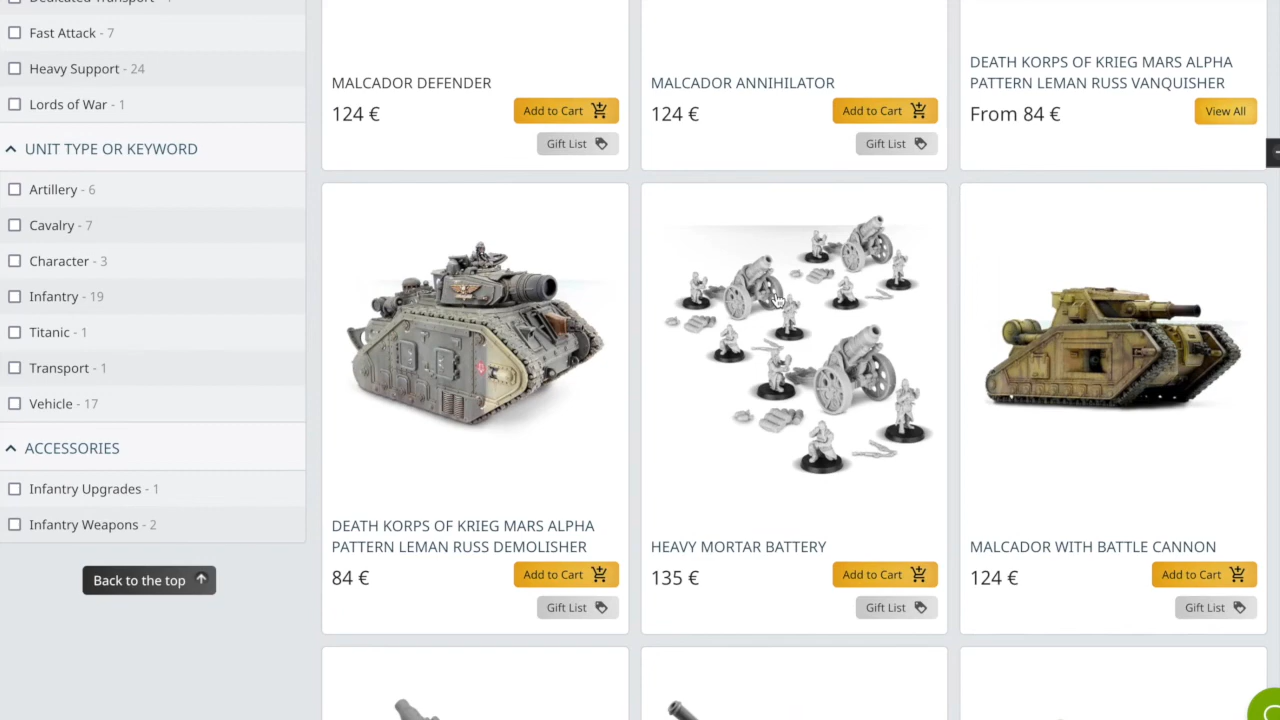 Dedicated Transport - 1
Fast Attack - 7
Heavy Support - 24
Lords of War - 1
UNIT TYPE OR KEYWORD
Artillery - 6
Cavalry - 7
Character - 3
Infantry - 19
Titanic - 1
Transport - 1
Vehicle - 17
ACCESSORIES
Infantry Upgrades - 1
Infantry Weapons - 2
Back to the top
MALCADOR DEFENDER
124 €
Add to Cart
Gift List
MALCADOR ANNIHILATOR
124 €
Add to Cart
Gift List
DEATH KORPS OF KRIEG MARS ALPHA
PATTERN LEMAN RUSS VANQUISHER
From 84 €
View All
DEATH KORPS OF KRIEG MARS ALPHA
PATTERN LEMAN RUSS DEMOLISHER
84 €
Add to Cart
Gift List
HEAVY MORTAR BATTERY
135 €
Add to Cart
Gift List
MALCADOR WITH BATTLE CANNON
124 €
Add to Cart
Gift List